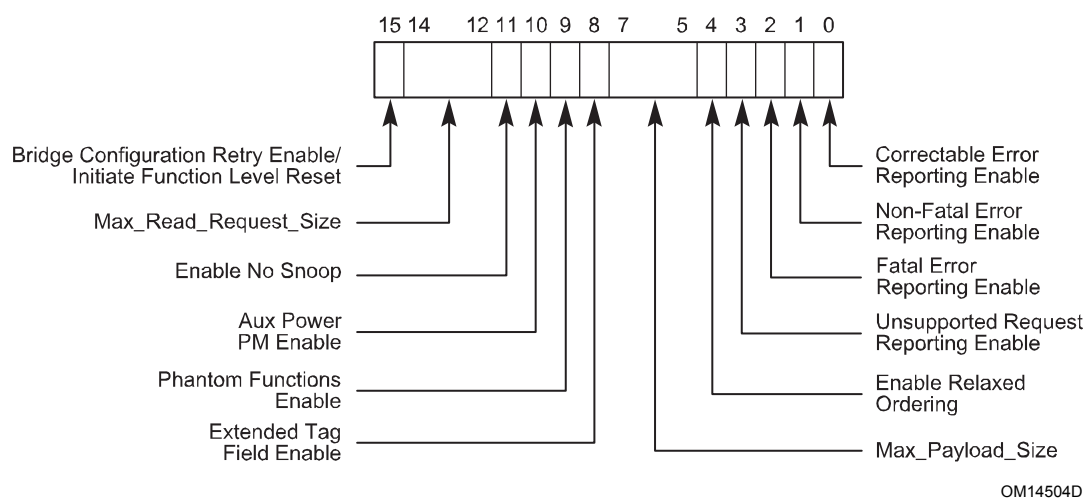 15 14 12 11 10 9 8 7 5 4 3 2 1 0
Bridge Configuration Retry Enable/
Initiate Function Level Reset
Max_Read_Request_Size
Enable No Snoop
Aux Power
PM Enable
Phantom Functions
Enable
Extended Tag
Field Enable
Correctable Error
Reporting Enable
Non-Fatal Error
Reporting Enable
Fatal Error
Reporting Enable
Unsupported Request
Reporting Enable
Enable Relaxed
Ordering
Max_Payload_Size
OM14504D